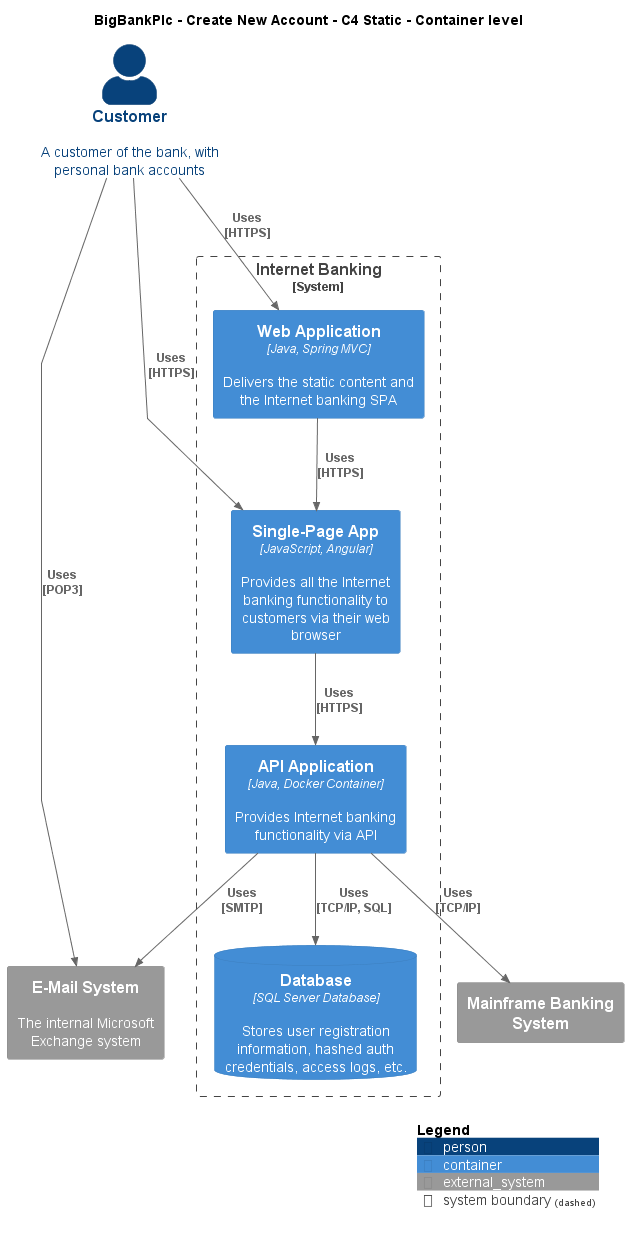 BigBankPlc - Create New Account - C4 Static - Container level
Customer
A customer of the bank, with
personal bank accounts
Uses
[HTTPS]
Internet Banking
[System]
Web Application
[Java, Spring MVC]
Delivers the static content and
the Internet banking SPA
Uses
[HTTPS]
Uses
[HTTPS]
Single-Page App
[JavaScript, Angular]
Provides all the Internet
banking functionality to
customers via their web
browser
Uses
[POP3]
Uses
[HTTPS]
API Application
[Java, Docker Container]
Provides Internet banking
functionality via API
Uses
[SMTP]
Uses
[TCP/IP, SQL]
Uses
[TCP/IP]
E-Mail System
The internal Microsoft
Exchange system
Database
[SQL Server Database]
Stores user registration
information, hashed auth
credentials, access logs, etc.
Mainframe Banking
System
Legend
person
container
external_system
system boundary (dashed)